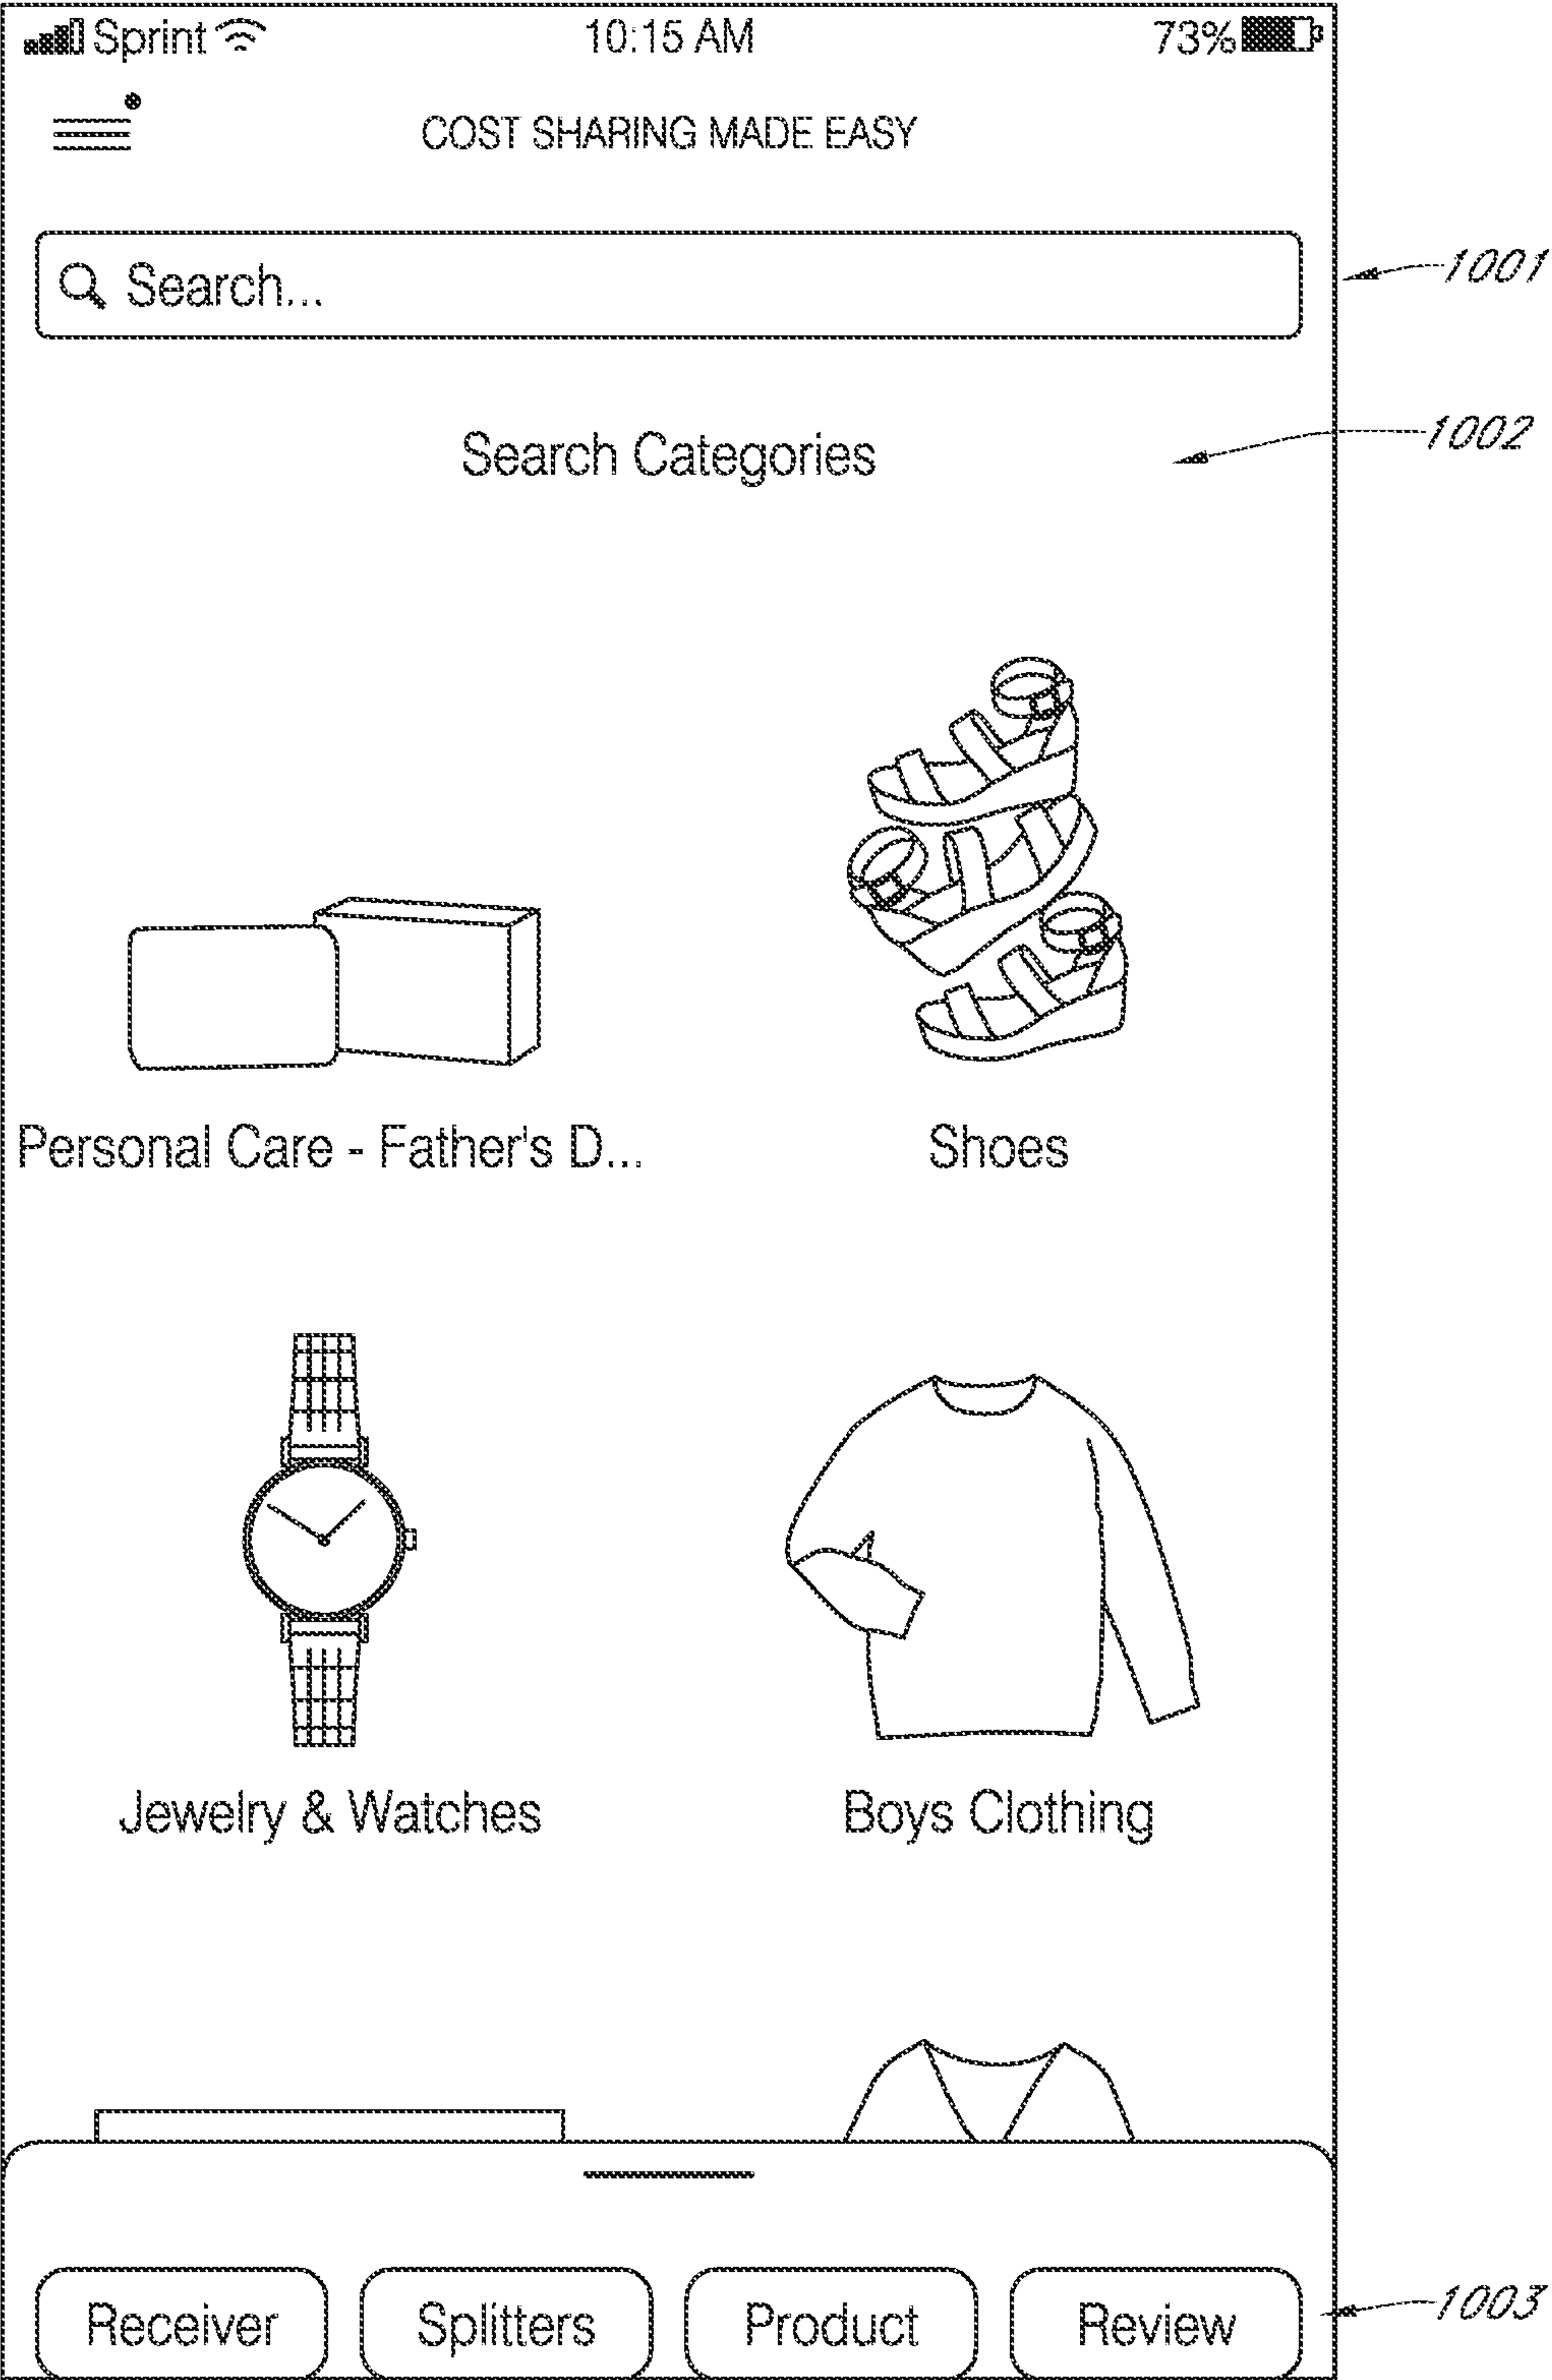 Sprint 10:15 AM 73%
COST SHARING MADE EASY
Search...
1001
Search Categories
1002
Personal Care - Father's D... Shoes
Jewelry & Watches Boys Clothing
Receiver Splitters Product Review
1003